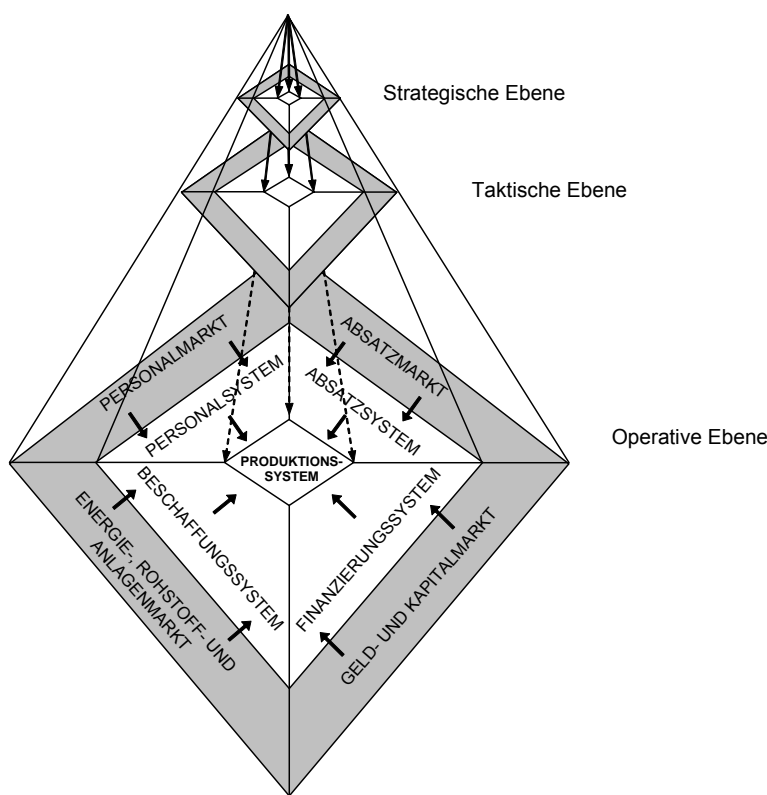 Strategische Ebene
Taktische Ebene
PERSONALMARKT
ABSATZMARKT
PERSONALSYSTEM
ABSATZSYSTEM
Operative Ebene
PRODUKTIONS-
SYSTEM
BESCHAFFUNGSSYSTEM
FINANZIERUNGSSYSTEM
ENERGIE-, ROHSTOFF- UND
ANLAGENMARKT
GELD- UND KAPITALMARKT